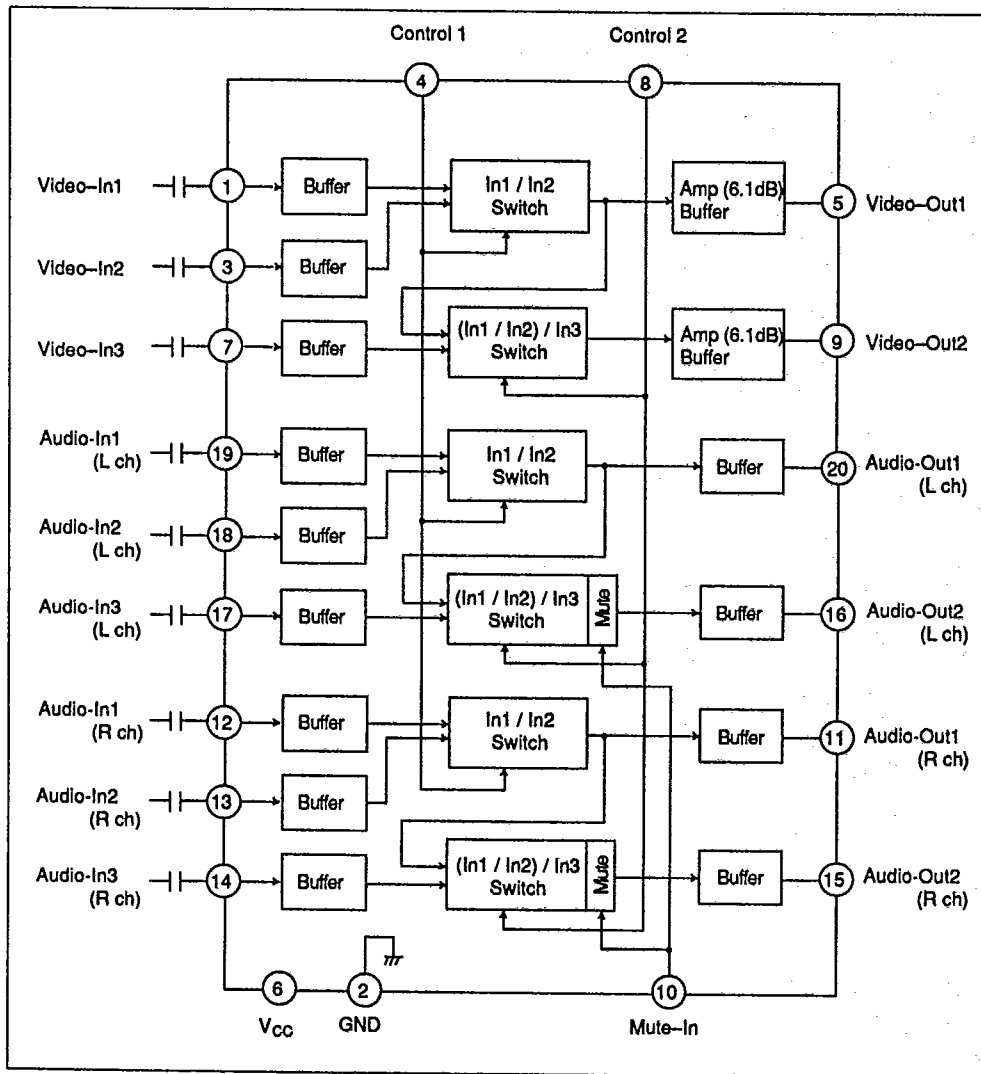 Control 1
Control 2
4
8
Video–In1
1
Buffer
In1 / In2
Switch
Amp (6.1dB)
Buffer
5
Video–Out1
Video–In2
3
Buffer
Video–In3
7
Buffer
(In1 / In2) / In3
Switch
Amp (6.1dB)
Buffer
9
Video–Out2
Audio-In1
(L ch)
19
Buffer
In1 / In2
Switch
Buffer
20
Audio-Out1
(L ch)
Audio-In2
(L ch)
18
Buffer
Audio-In3
(L ch)
17
Buffer
(In1 / In2) / In3
Switch
Mute
Buffer
16
Audio-Out2
(L ch)
Audio-In1
(R ch)
12
Buffer
In1 / In2
Switch
Buffer
11
Audio-Out1
(R ch)
Audio-In2
(R ch)
13
Buffer
Audio-In3
(R ch)
14
Buffer
(In1 / In2) / In3
Switch
Mute
Buffer
15
Audio-Out2
(R ch)
6
2
10
VCC
GND
Mute–In